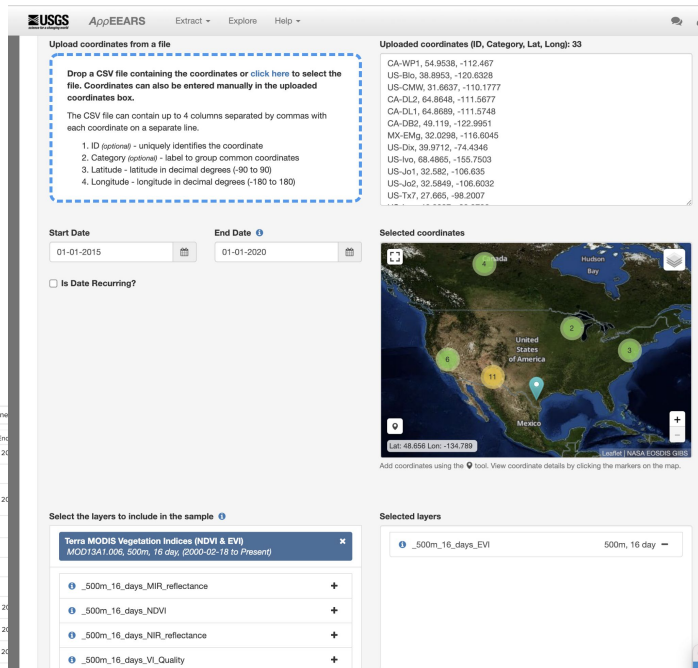 USGS
science for a changing world
AppEEARS
Extract
Explore
Help
Upload coordinates from a file
Drop a CSV file containing the coordinates or click here to select the
file. Coordinates can also be entered manually in the uploaded
coordinates box.
The CSV file can contain up to 4 columns separated by commas with
each coordinate on a separate line.
1. ID (optional) - uniquely identifies the coordinate
2. Category (optional) - label to group common coordinates
3. Latitude - latitude in decimal degrees (-90 to 90)
4. Longitude - longitude in decimal degrees (-180 to 180)
Uploaded coordinates (ID, Category, Lat, Long): 33
CA-WP1, 54.9538, -112.467
US-Blo, 38.8953, -120.6328
US-CMW, 31.6637, -110.1777
CA-DL2, 64.8648, -111.5677
CA-DL1, 64.8689, -111.5748
CA-DB2, 49.119, -122.9951
MX-EMg, 32.0298, -116.6045
US-Dix, 39.9712, -74.4346
US-Ivo, 68.4865, -155.7503
US-Jo1, 32.582, -106.635
US-Jo2, 32.5849, -106.6032
US-Tx7, 27.665, -98.2007
Start Date
End Date
01-01-2015
01-01-2020
Is Date Recurring?
Selected coordinates
Canada
4
Hudson
Bay
2
United
States
of America
3
6
11
Mexico
+
−
Lat: 48.656 Lon: -134.789
Leaflet | NASA EOSDIS GIBS
Add coordinates using the tool. View coordinate details by clicking the markers on the map.
Select the layers to include in the sample
Terra MODIS Vegetation Indices (NDVI & EVI)
MOD13A1.006, 500m, 16 day, (2000-02-18 to Present)
_500m_16_days_MIR_reflectance
_500m_16_days_NDVI
_500m_16_days_NIR_reflectance
_500m_16_days_VI_Quality
Selected layers
_500m_16_days_EVI 500m, 16 day